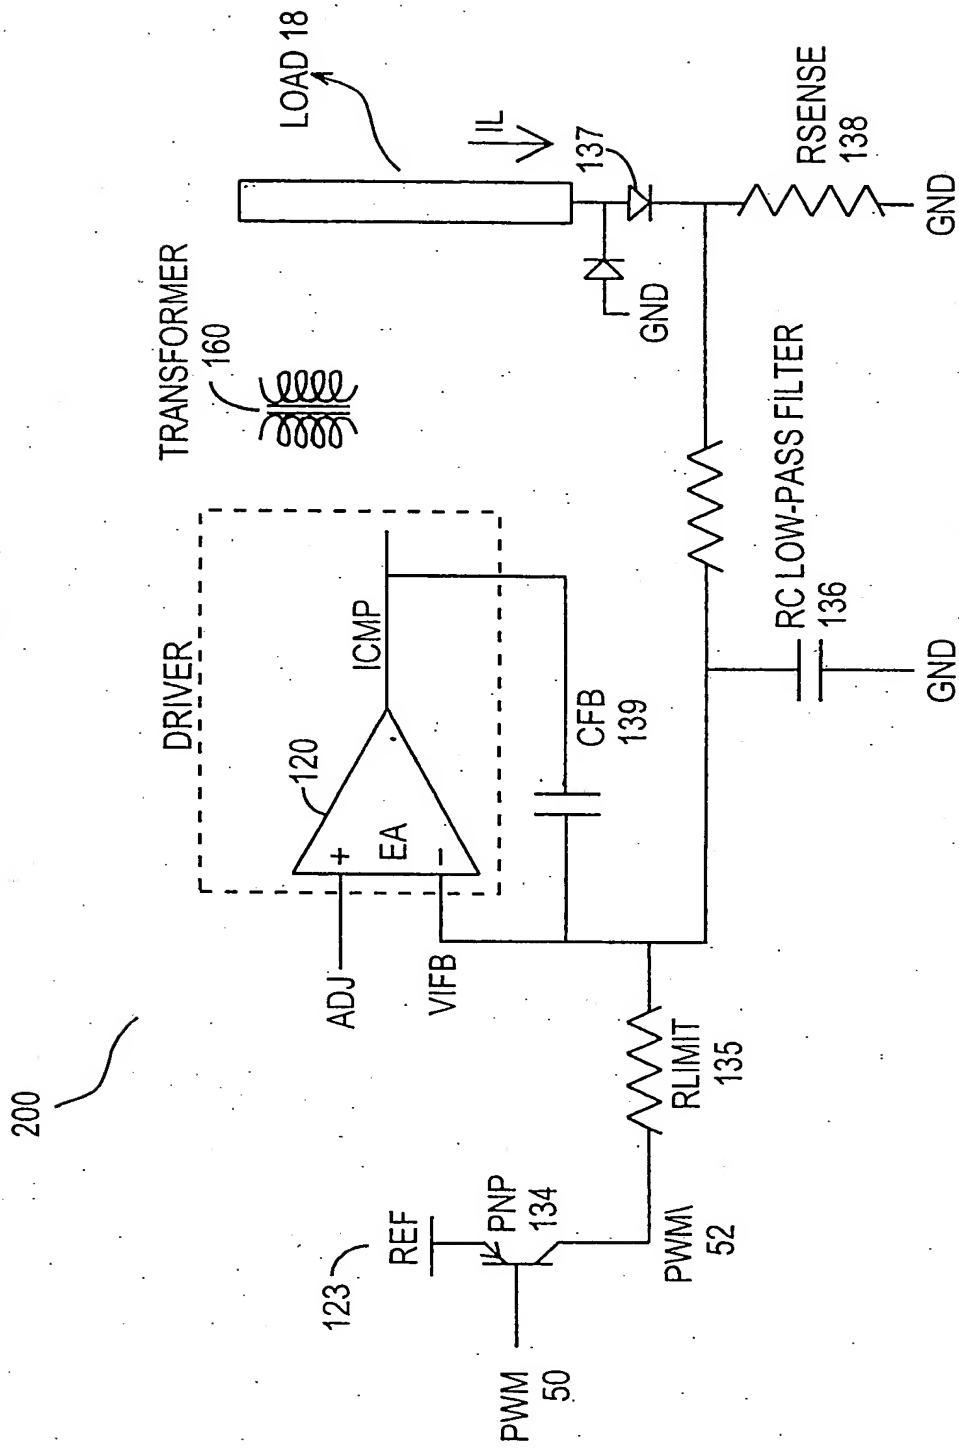 200
DRIVER
TRANSFORMER
160
LOAD 18
IL
137
RSENSE
138
GND
GND
120
+
EA
-
ICMP
ADJ
VIFB
CFB
139
RC LOW-PASS FILTER
136
GND
123
REF
PNP
134
PWM
50
PWM\
52
RLIMIT
135